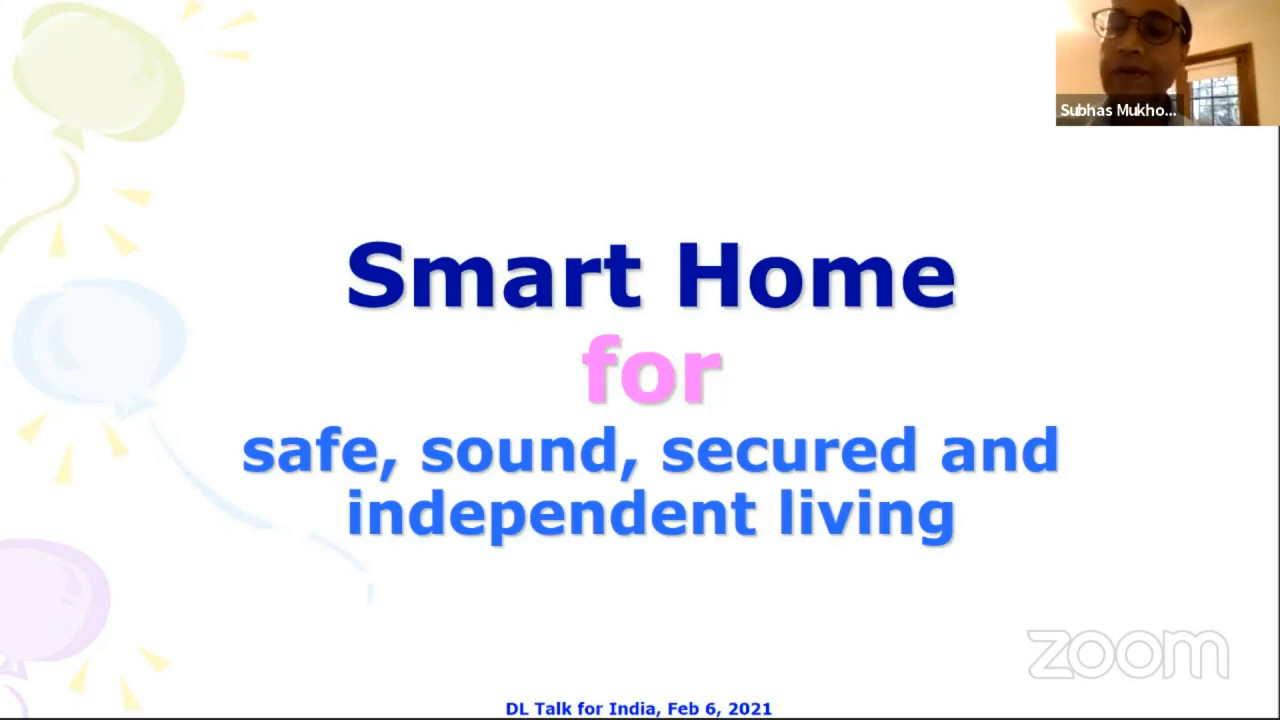 Subhas Mukho...
Smart Home
for
safe, sound, secured and
independent living
zoom
DL Talk for India, Feb 6, 2021